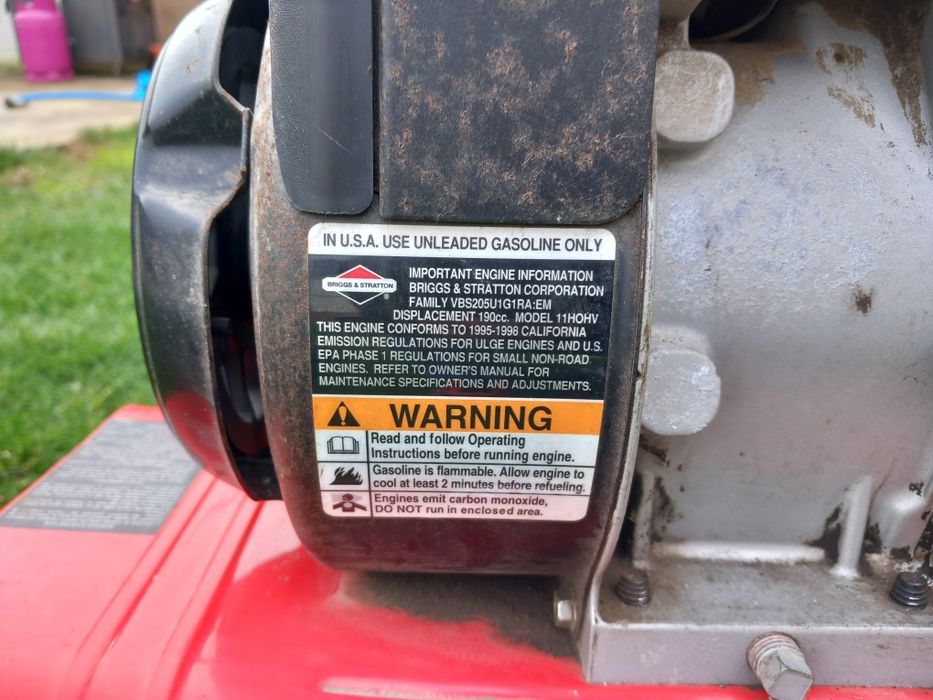 IN U.S.A. USE UNLEADED GASOLINE ONLY
BRIGGS & STRATTON
®
IMPORTANT ENGINE INFORMATION
BRIGGS & STRATTON CORPORATION
FAMILY VBS205U1G1RA:EM
DISPLACEMENT 190cc. MODEL 11HOHV
THIS ENGINE CONFORMS TO 1995-1998 CALIFORNIA
EMISSION REGULATIONS FOR ULGE ENGINES AND U.S.
EPA PHASE 1 REGULATIONS FOR SMALL NON-ROAD
ENGINES. REFER TO OWNER'S MANUAL FOR
MAINTENANCE SPECIFICATIONS AND ADJUSTMENTS.
WARNING
Read and follow Operating
Instructions before running engine.
Gasoline is flammable. Allow engine to
cool at least 2 minutes before refueling.
Engines emit carbon monoxide,
DO NOT run in enclosed area.